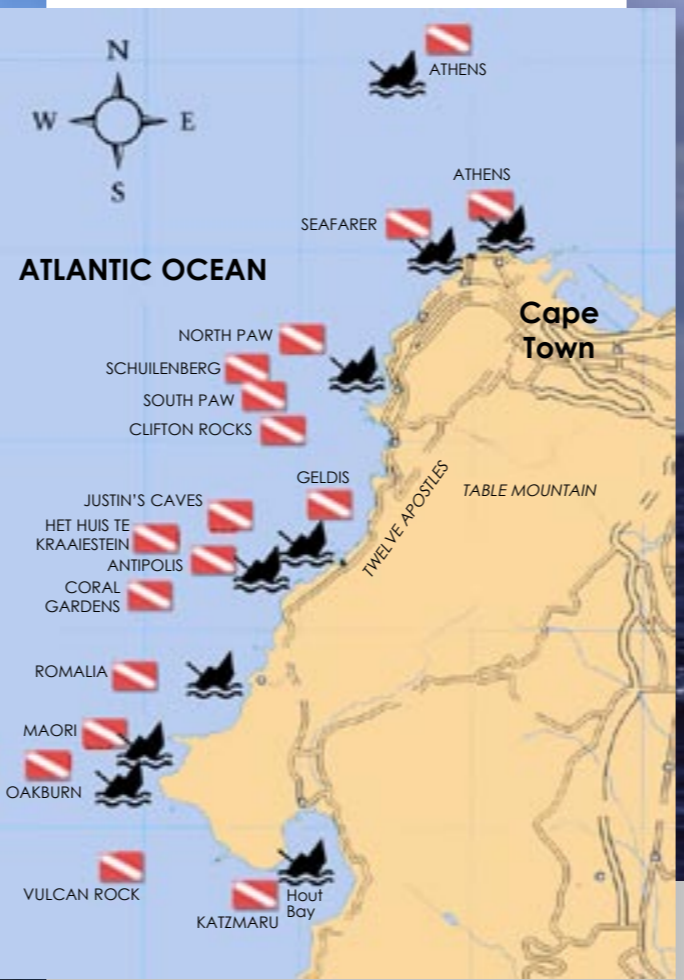 N
W
E
S
ATHENS
ATHENS
SEAFARER
ATLANTIC OCEAN
Cape
Town
NORTH PAW
SCHUILENBERG
SOUTH PAW
CLIFTON ROCKS
GELDIS
JUSTIN'S CAVES
TABLE MOUNTAIN
TWELVE APOSTLES
HET HUIS TE
KRAAIESTEIN
ANTIPOLIS
CORAL
GARDENS
ROMALIA
MAORI
OAKBURN
VULCAN ROCK
KATZMARU
Hout
Bay